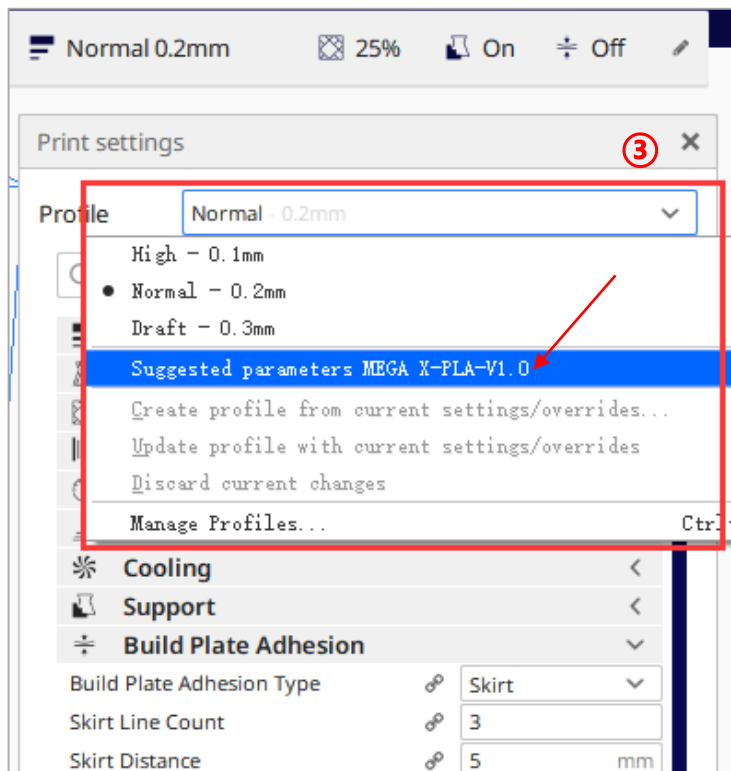 Normal 0.2mm 25% On Off
Print settings
③
Profile Normal - 0.2mm
High - 0.1mm
Normal - 0.2mm
Draft - 0.3mm
Suggested parameters MEGA X-PLA-V1.0
Create profile from current settings/overrides...
Update profile with current settings/overrides
Discard current changes
Manage Profiles... Ctrl
Cooling
Support
Build Plate Adhesion
Build Plate Adhesion Type Skirt
Skirt Line Count 3
Skirt Distance 5 mm